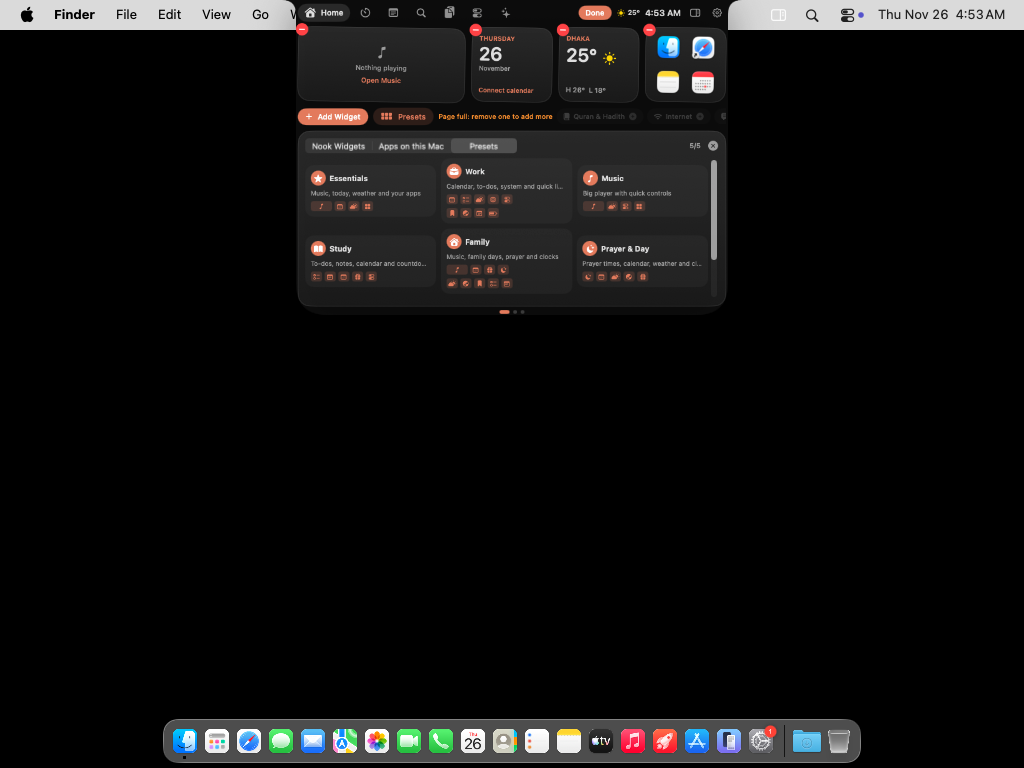 Finder File Edit View Go
Home
Done
25° 4:53 AM
Thu Nov 26 4:53 AM
Nothing playing
Open Music
THURSDAY
26
November
Connect calendar
DHAKA
25°
H 26° L 18°
Add Widget
Presets
Page full: remove one to add more
Quran & Hadith
Internet
Nook Widgets
Apps on this Mac
Presets
5/5
Essentials
Music, today, weather and your apps
Work
Calendar, to-dos, system and quick li...
Music
Big player with quick controls
Study
To-dos, notes, calendar and countdo...
Family
Music, family days, prayer and clocks
Prayer & Day
Prayer times, calendar, weather and cl...
Thu
26
tv
1